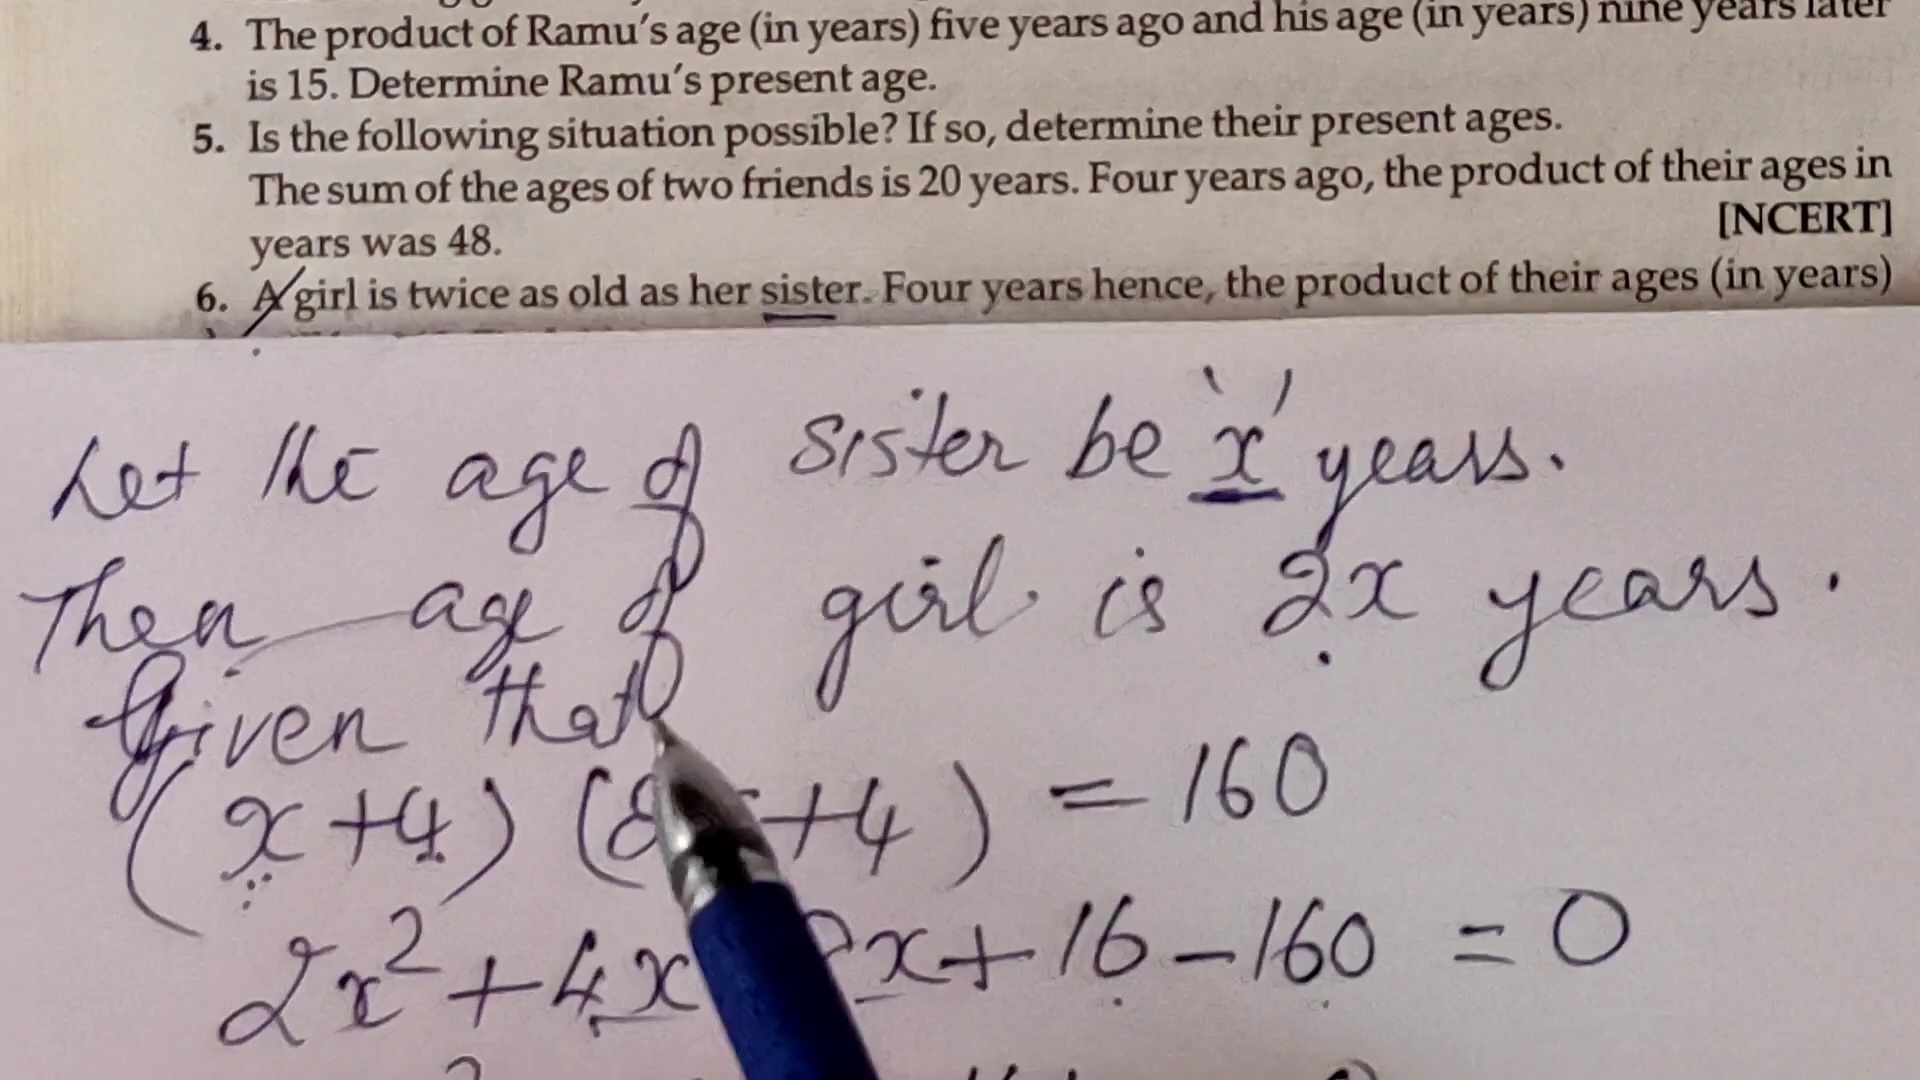 4. The product of Ramu's age (in years) five years ago and his age (in years) nine years later
is 15. Determine Ramu's present age.
5. Is the following situation possible? If so, determine their present ages.
The sum of the ages of two friends is 20 years. Four years ago, the product of their ages in
years was 48.
[NCERT]
6. A girl is twice as old as her sister. Four years hence, the product of their ages (in years)
Let the age of sister be 'x' years.
Then age of girl is 2x years.
Given that
(x+4) ( +4) = 160
2x² + 4x x + 16 - 160 = 0